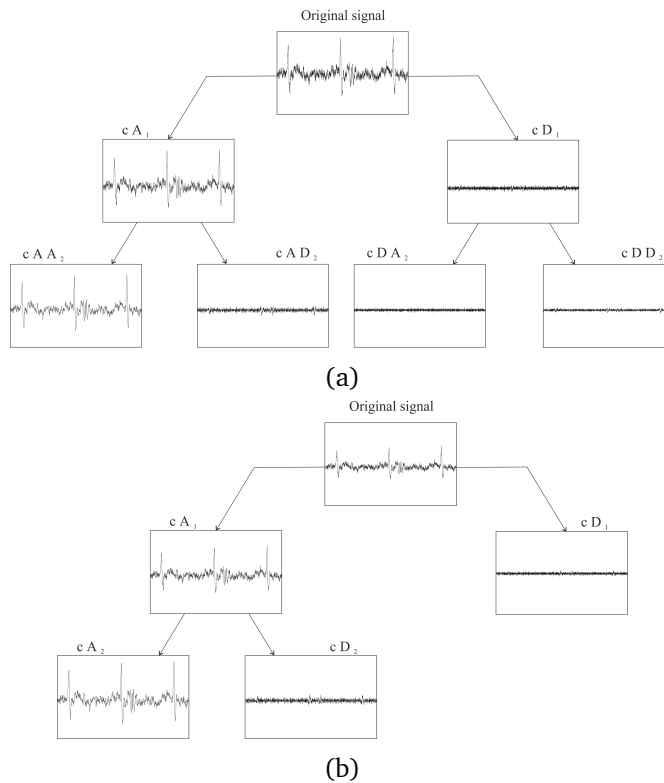 Original signal
c A 1
c D 1
c A A 2
c A D 2
c D A 2
c D D 2
(a)
Original signal
c A 1
c D 1
c A 2
c D 2
(b)